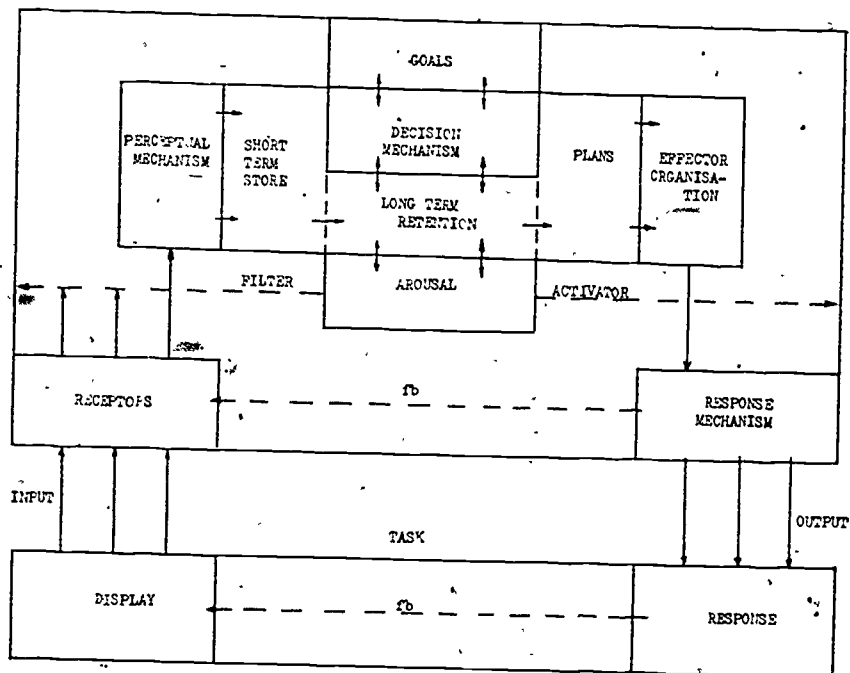 GOALS
PERCEPTUAL
MECHANISM
SHORT
TERM
STORE
DECISION
MECHANISM
PLANS
EFFECTOR
ORGANISA-
TION
LONG TERM
RETENTION
FILTER
AROUSAL
ACTIVATOR
RECEPTORS
fb
RESPONSE
MECHANISM
INPUT
TASK
OUTPUT
DISPLAY
fb
RESPONSE